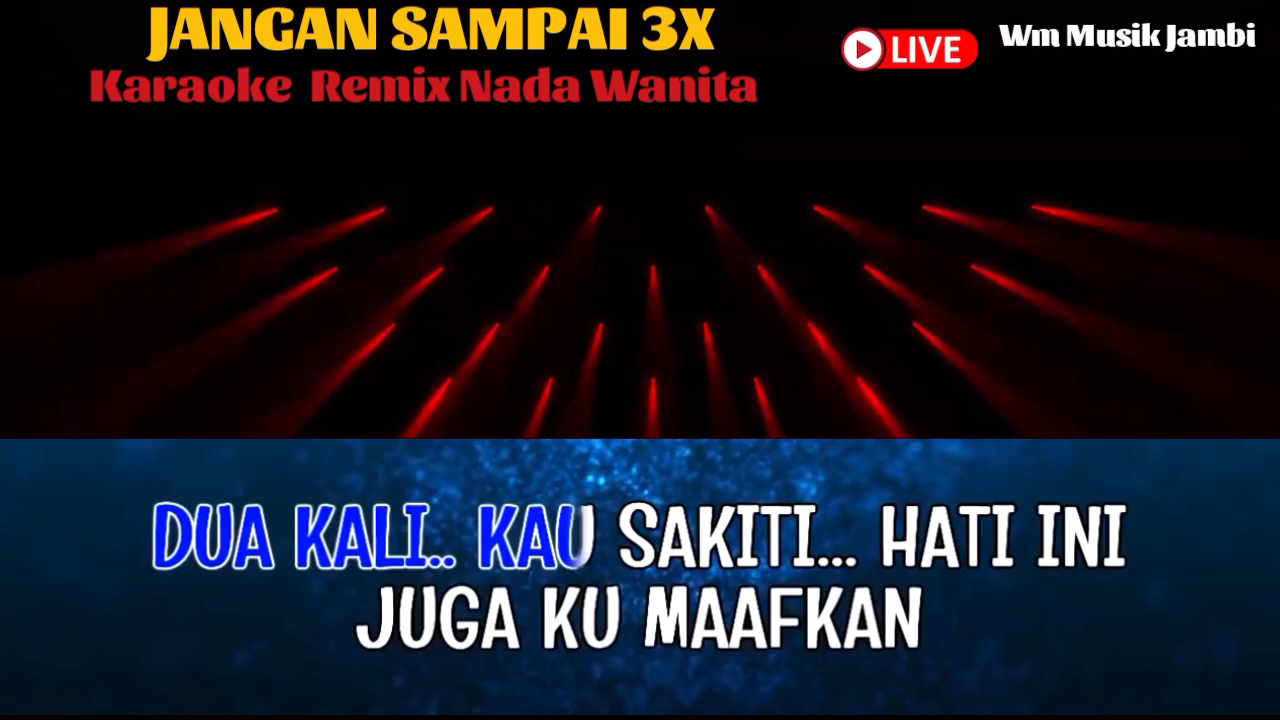 JANGAN SAMPAI 3X
Karaoke Remix Nada Wanita
LIVE
Wm Musik Jambi
DUA KALI.. KAU SAKITI... HATI INI
JUGA KU MAAFKAN